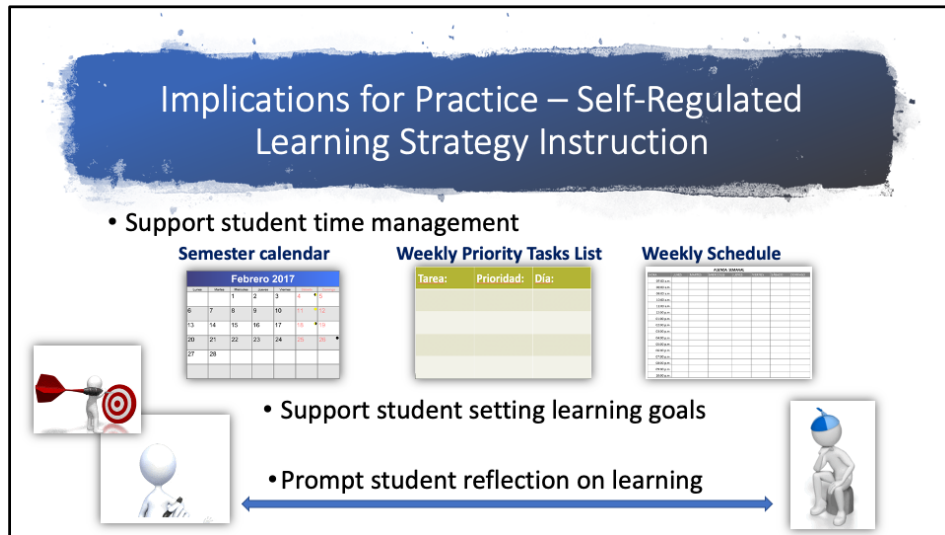 Implications for Practice – Self-Regulated
Learning Strategy Instruction
• Support student time management
Semester calendar
Weekly Priority Tasks List
Weekly Schedule
Febrero 2017
1 2 3 4 5
6 7 8 9 10 11 12
13 14 15 16 17 18 19
20 21 22 23 24 25 26
27 28
Tarea: Prioridad: Día:
AGENDA SEMANAL
• Support student setting learning goals
• Prompt student reflection on learning